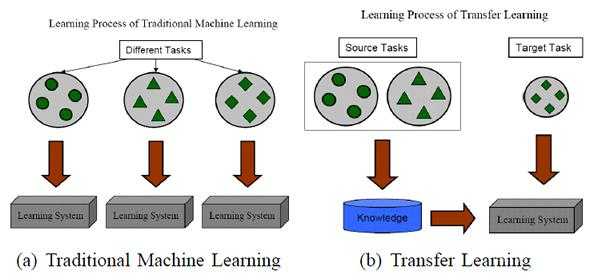 Learning Process of Traditional Machine Learning
Different Tasks
Learning System
Learning System
Learning System
(a) Traditional Machine Learning
Learning Process of Transfer Learning
Source Tasks
Target Task
Knowledge
Learning System
(b) Transfer Learning